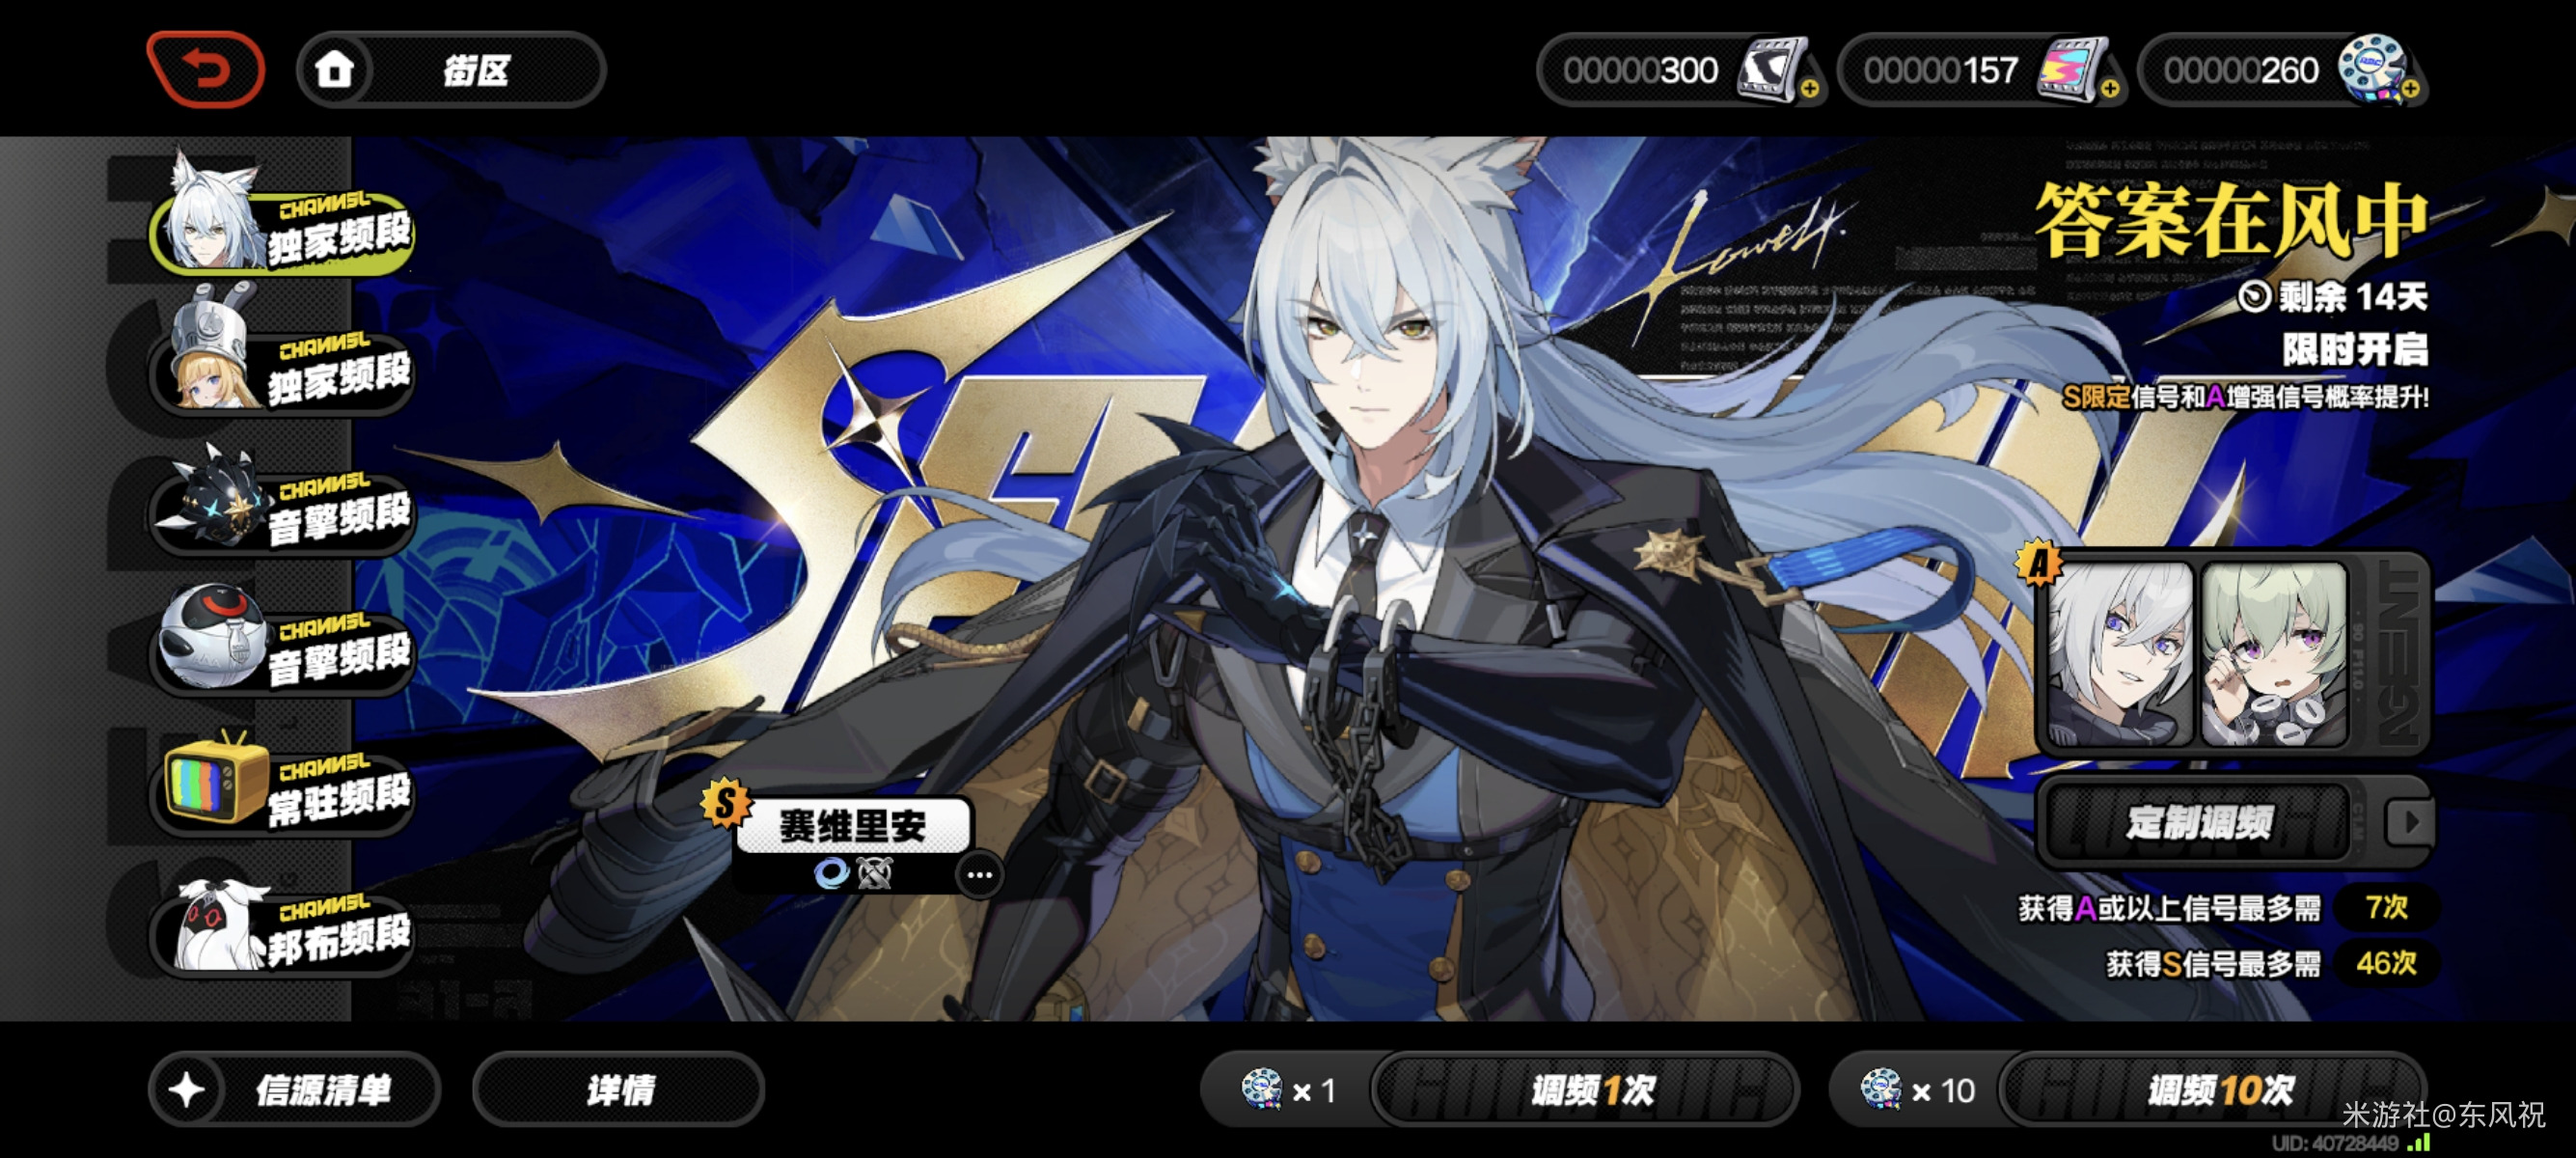 街区
00000300
00000157
00000260
CHANNEL
独家频段
CHANNEL
独家频段
CHANNEL
音擎频段
CHANNEL
音擎频段
CHANNEL
常驻频段
CHANNEL
邦布频段
答案在风中
剩余 14天
限时开启
S限定信号和A增强信号概率提升!
A
AGENT
S
赛维里安
定制调频
获得A或以上信号最多需 7次
获得S信号最多需 46次
信源清单
详情
× 1
调频1次
× 10
调频10次
米游社@东风祝
UID: 40728449